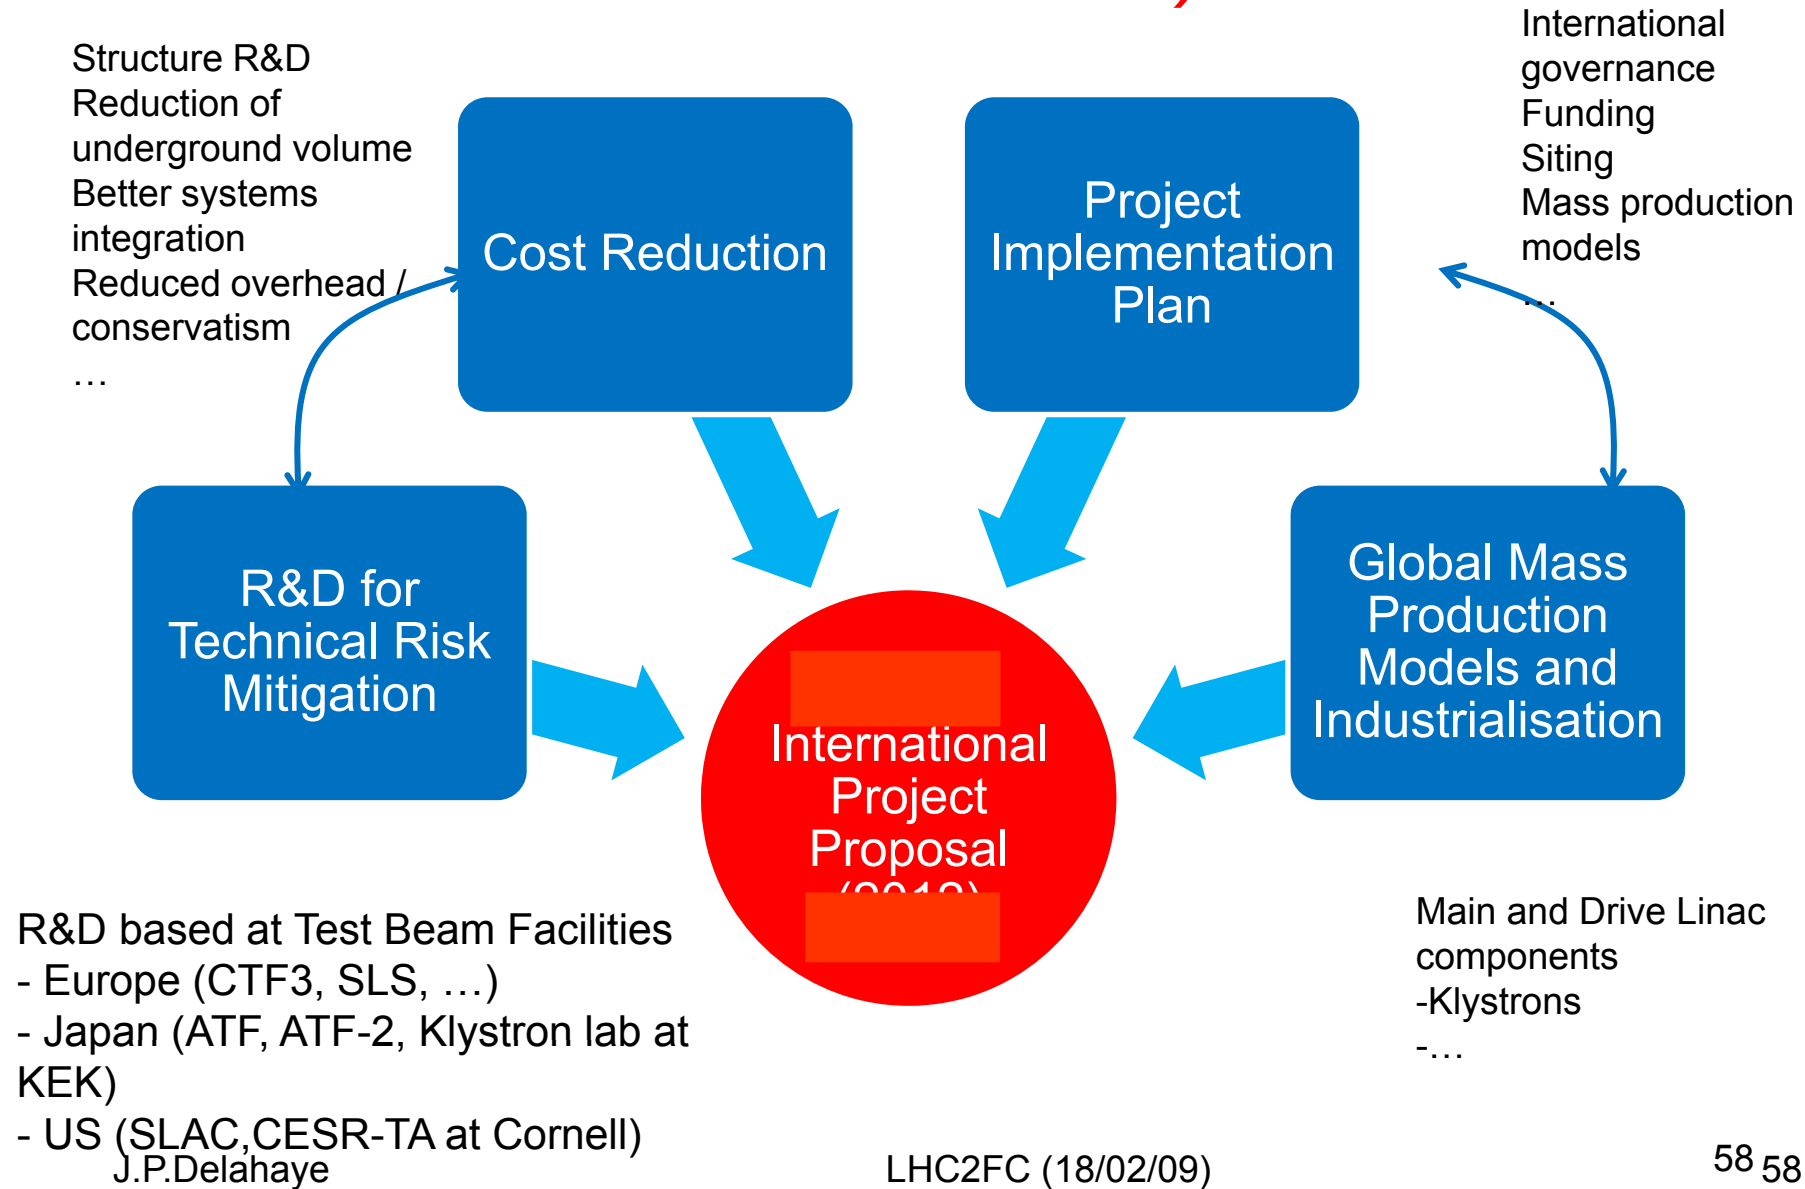 Structure R&D
Reduction of
underground volume
Better systems
integration
Reduced overhead /
conservatism
…
International
governance
Funding
Siting
Mass production
models
…
Cost Reduction
Project
Implementation
Plan
R&D for
Technical Risk
Mitigation
Global Mass
Production
Models and
Industrialisation
International
Project
Proposal
R&D based at Test Beam Facilities
- Europe (CTF3, SLS, …)
- Japan (ATF, ATF-2, Klystron lab at
KEK)
- US (SLAC,CESR-TA at Cornell)
Main and Drive Linac
components
-Klystrons
-…
J.P.Delahaye
LHC2FC (18/02/09)
58 58